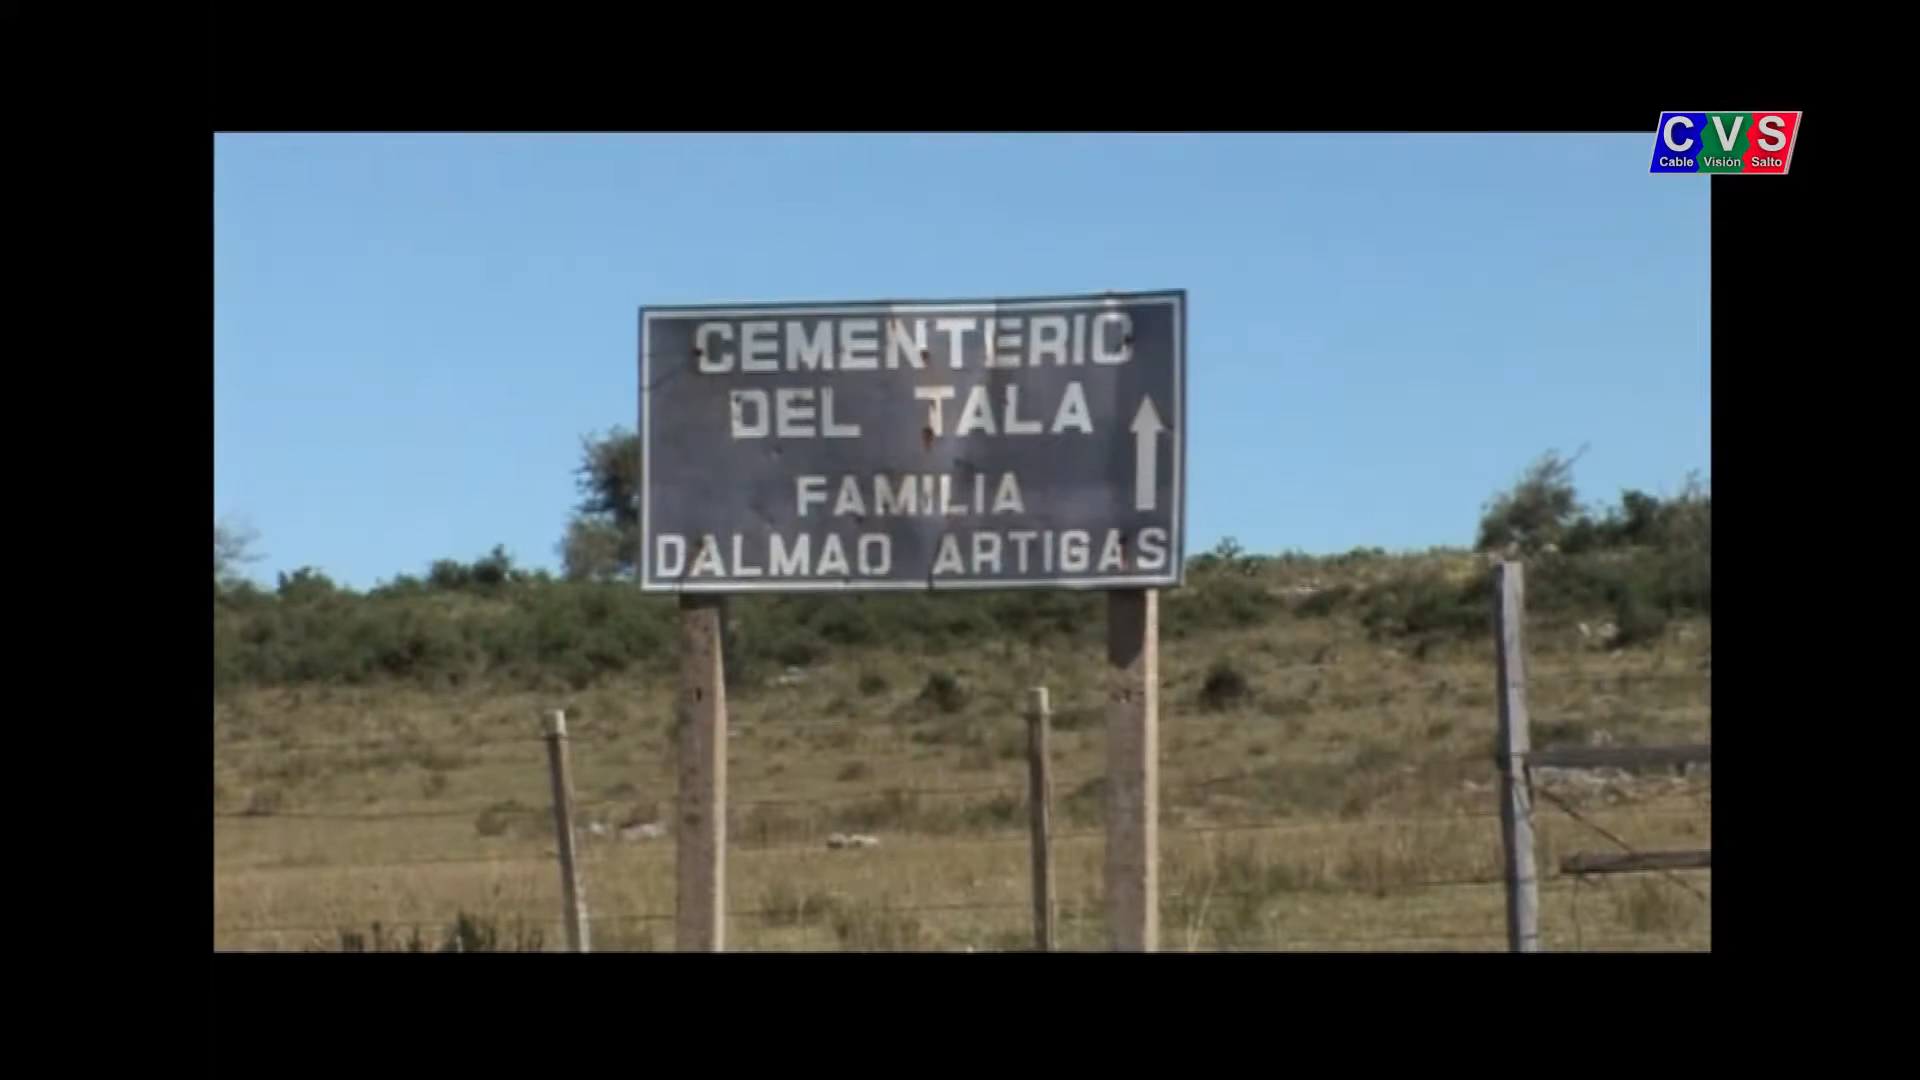 CVS
Cable Visión Salto
CEMENTERIO
DEL TALA
FAMILIA
DALMAO ARTIGAS